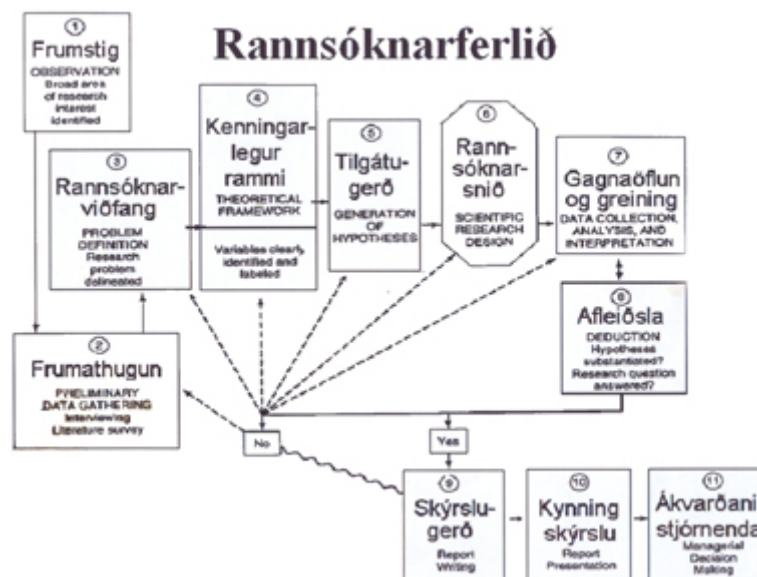 Rannsóknarferlið
1
Frumstig
OBSERVATION
Broad area
of research
interest
identified
2
Frumathugun
PRELIMINARY
DATA GATHERING
Interviewing
Literature survey
3
Rannsóknar-
viðfang
PROBLEM
DEFINITION
Research
problem
delineated
4
Kenningar-
legur
rammi
THEORETICAL
FRAMEWORK
Variables clearly
identified and
labeled
5
Tilgátu-
gerð
GENERATION
OF
HYPOTHESES
6
Rann-
sóknar-
snið
SCIENTIFIC
RESEARCH
DESIGN
7
Gagnaöflun
og greining
DATA COLLECTION,
ANALYSIS, AND
INTERPRETATION
8
Afleiðsla
DEDUCTION
Hypotheses
substantiated?
Research question
answered?
No
Yes
9
Skýrslu-
gerð
Report
Writing
10
Kynning
skýrslu
Report
Presentation
11
Ákvarðanir
stjórnenda
Managerial
Decision
Making